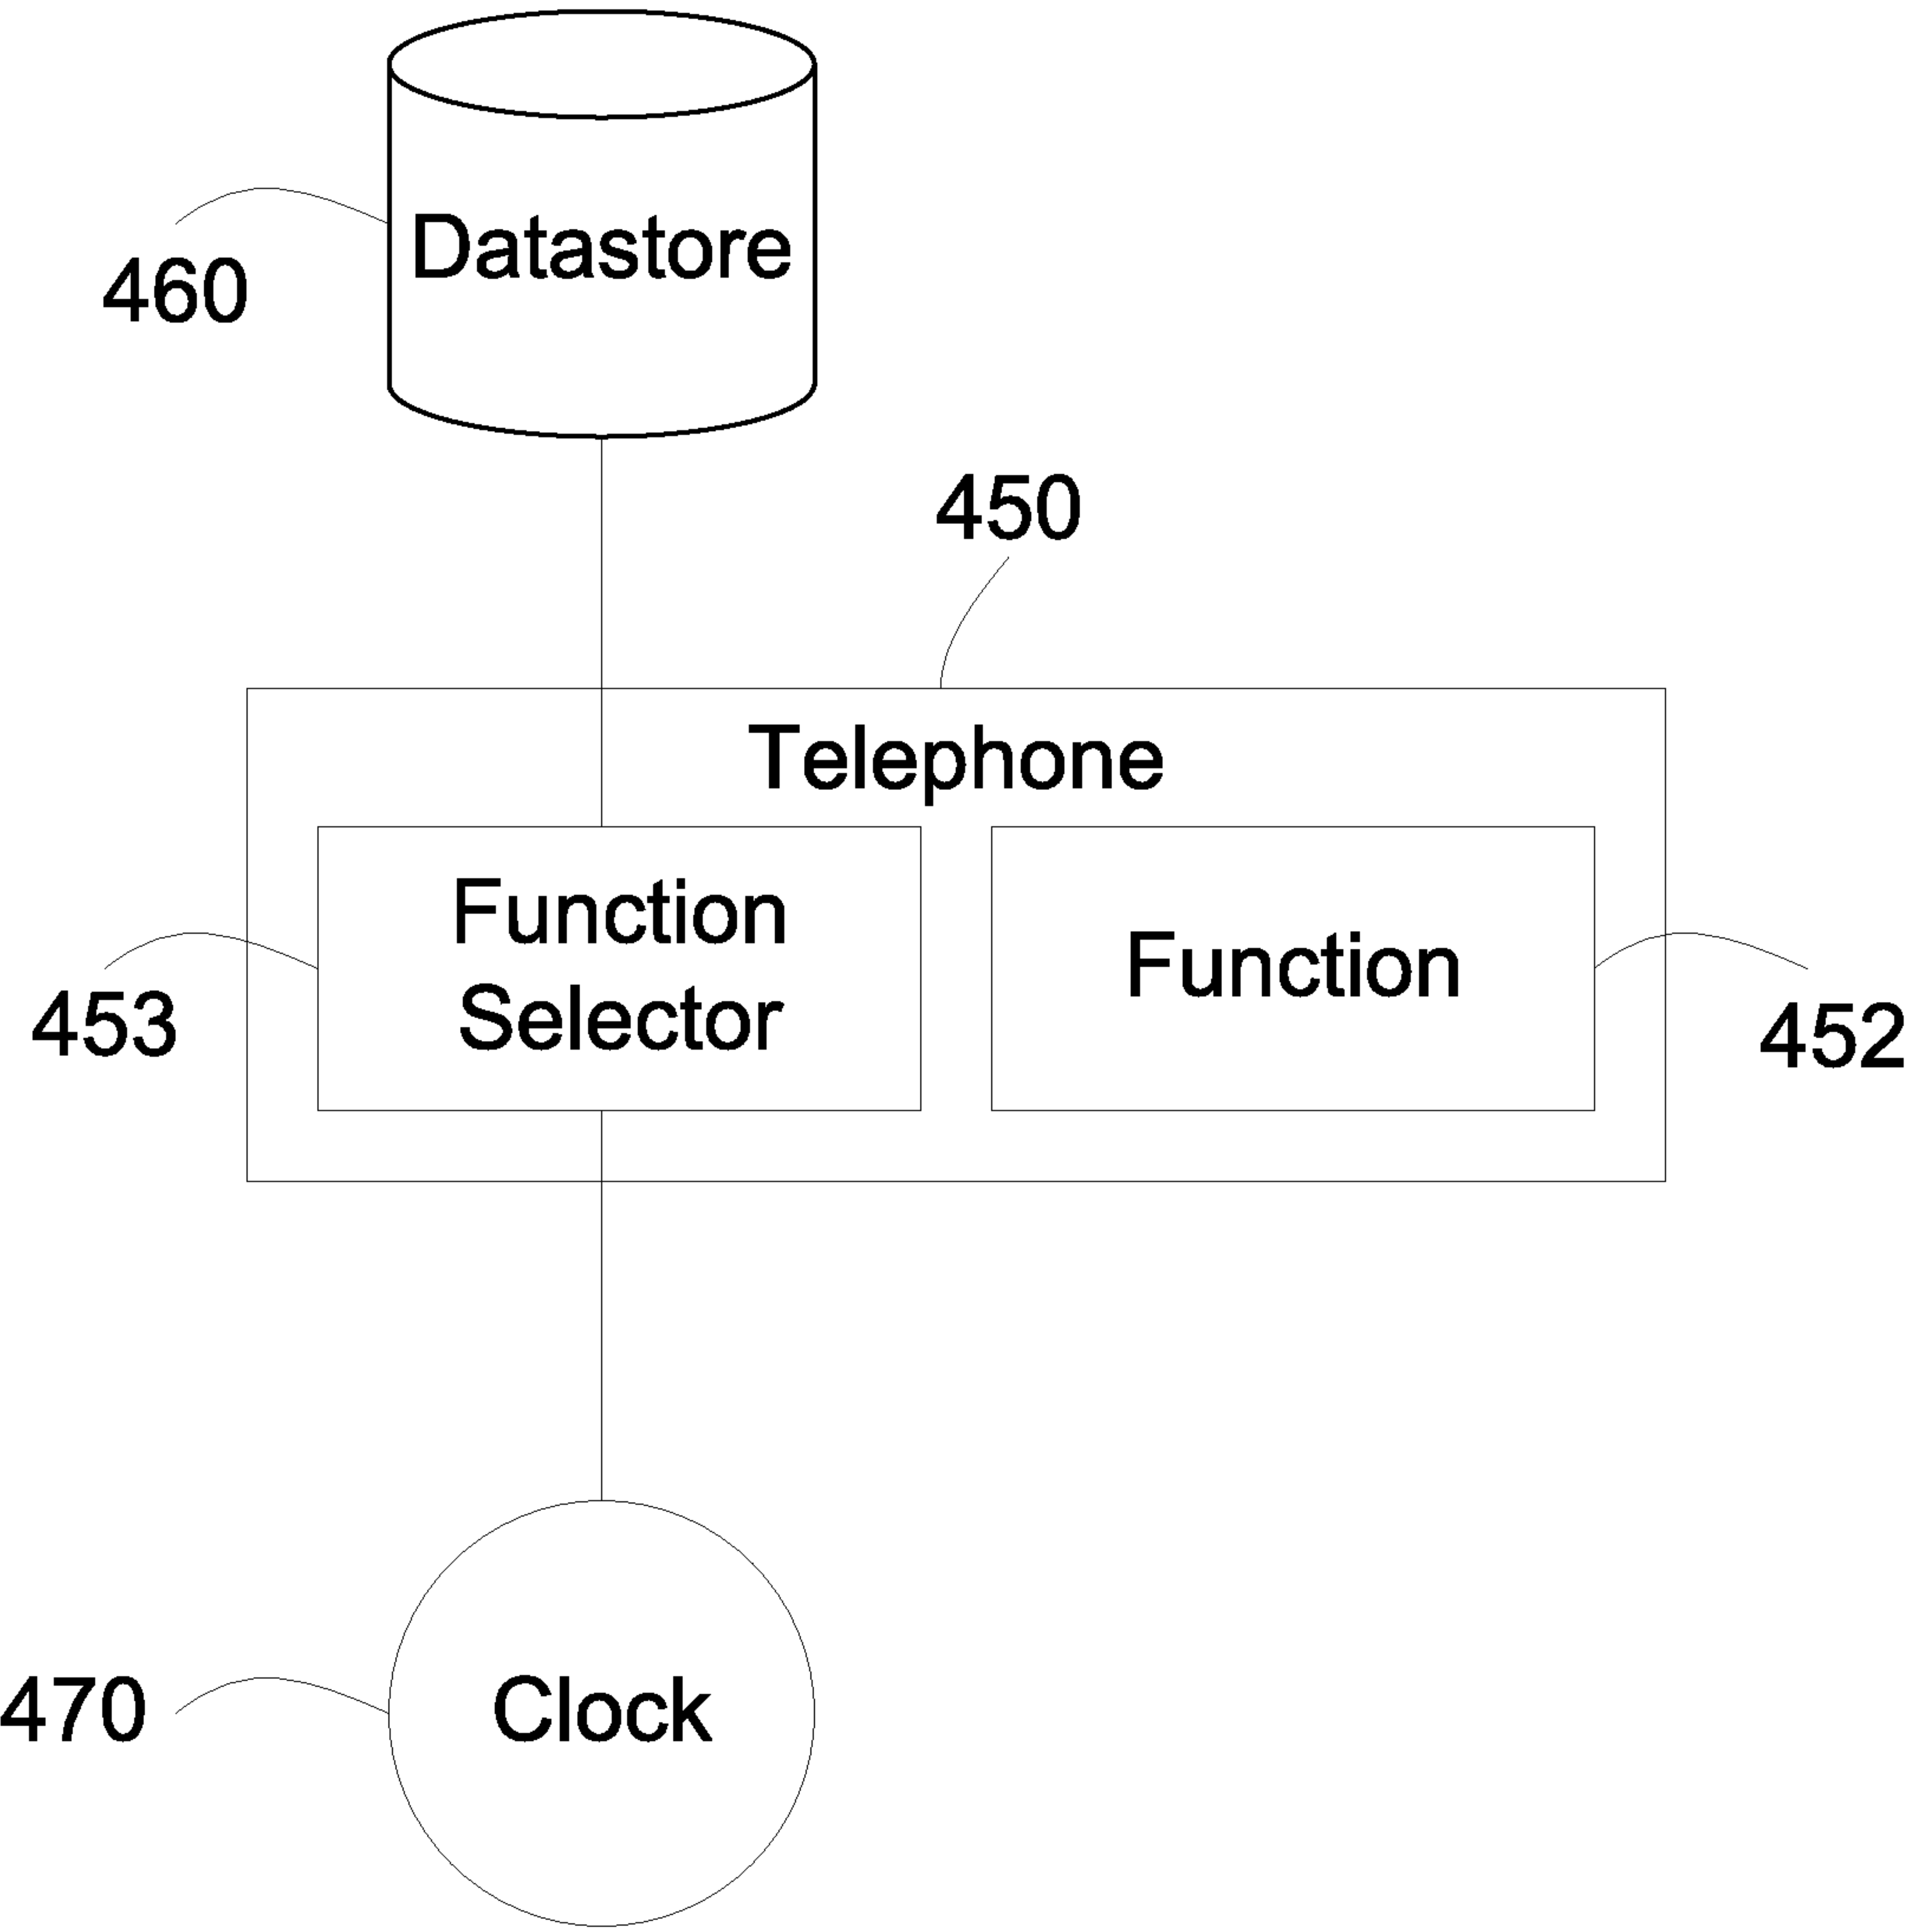 Datastore
460
450
Telephone
Function
Selector
Function
453
452
Clock
470